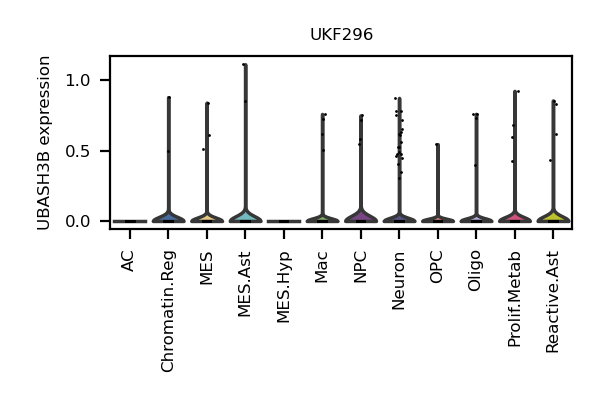 UKF296
UBASH3B expression
1.0
0.5
0.0
AC
Chromatin.Reg
MES
MES.Ast
MES.Hyp
Mac
NPC
Neuron
OPC
Oligo
Prolif.Metab
Reactive.Ast